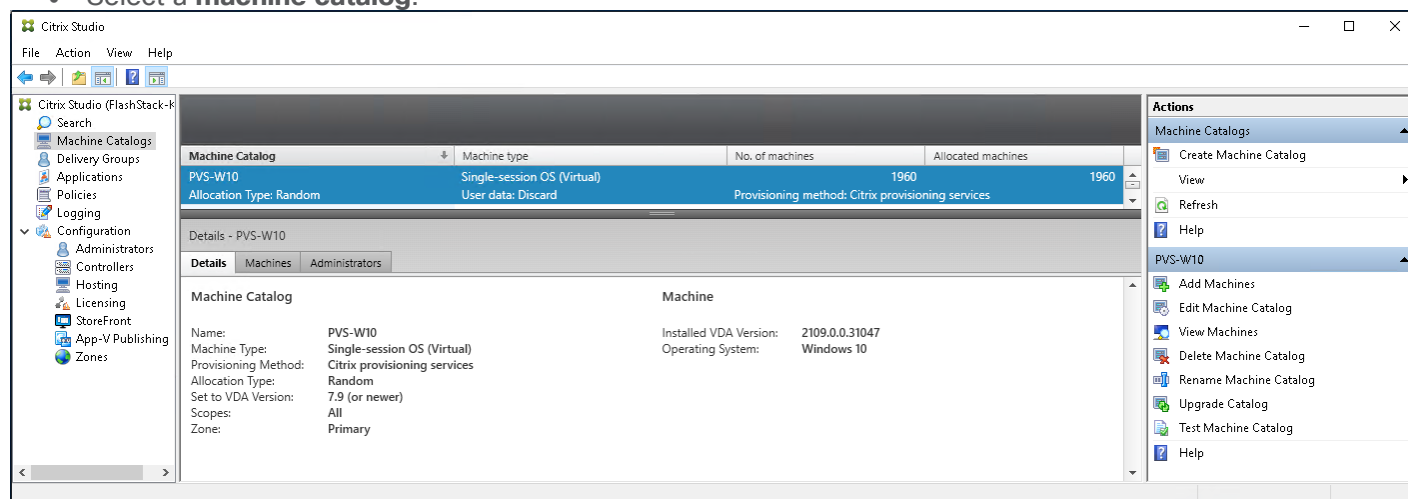 • Select a machine catalog.
Citrix Studio
File Action View Help
Citrix Studio (FlashStack-K
Search
Machine Catalogs
Delivery Groups
Applications
Policies
Logging
Configuration
Administrators
Controllers
Hosting
Licensing
StoreFront
App-V Publishing
Zones
Machine Catalog Machine type No. of machines Allocated machines
PVS-W10 Single-session OS (Virtual) 1960 1960
Allocation Type: Random User data: Discard Provisioning method: Citrix provisioning services
Details - PVS-W10
Details Machines Administrators
Machine Catalog
Name: PVS-W10
Machine Type: Single-session OS (Virtual)
Provisioning Method: Citrix provisioning services
Allocation Type: Random
Set to VDA Version: 7.9 (or newer)
Scopes: All
Zone: Primary
Machine
Installed VDA Version: 2109.0.0.31047
Operating System: Windows 10
Actions
Machine Catalogs
Create Machine Catalog
View
Refresh
Help
PVS-W10
Add Machines
Edit Machine Catalog
View Machines
Delete Machine Catalog
Rename Machine Catalog
Upgrade Catalog
Test Machine Catalog
Help